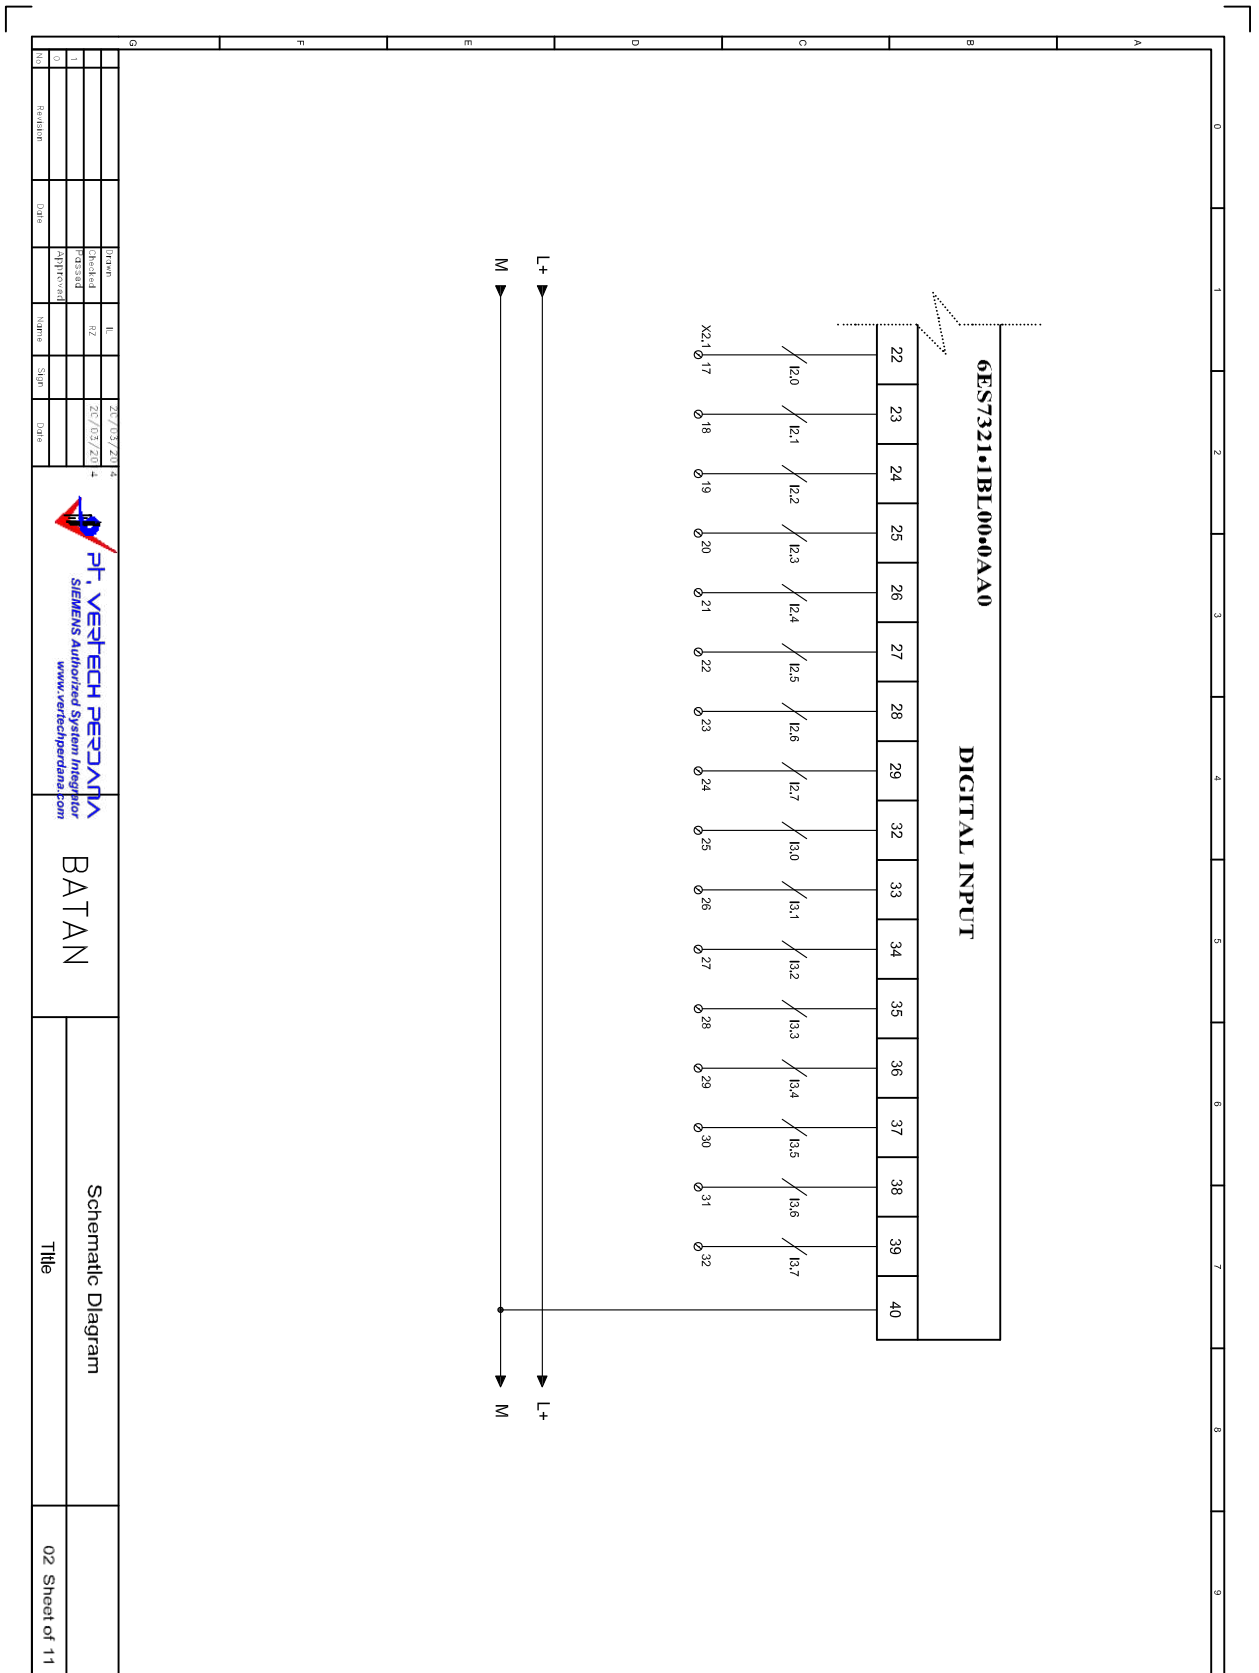 0 1 2 3 4 5 6 7 8 9
A
B
C
D
E
F
G
6ES7321•1BL00•0AA0
DIGITAL INPUT
22 23 24 25 26 27 28 29 32 33 34 35 36 37 38 39 40
I2,0 I2,1 I2,2 I2,3 I2,4 I2,5 I2,6 I2,7 I3,0 I3,1 I3,2 I3,3 I3,4 I3,5 I3,6 I3,7
X2,1
17 18 19 20 21 22 23 24 25 26 27 28 29 30 31 32
L+ L+
M M
Drawn IL 20/03/2014
Checked RZ 20/03/2014
1 Passed
0 Approved
No Revision Date Name Sign Date
PT. VERTECH PERDANA
SIEMENS Authorized System Integrator
www.vertechperdana.com
BATAN
Schematic Diagram
Title
02 Sheet of 11